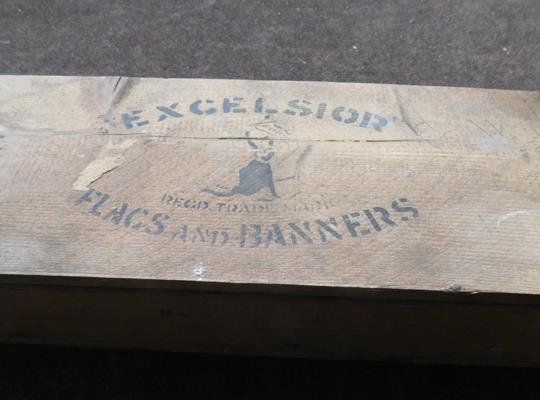 "EXCELSIOR"
REGD. TRADE MARK
FLAGS AND BANNERS